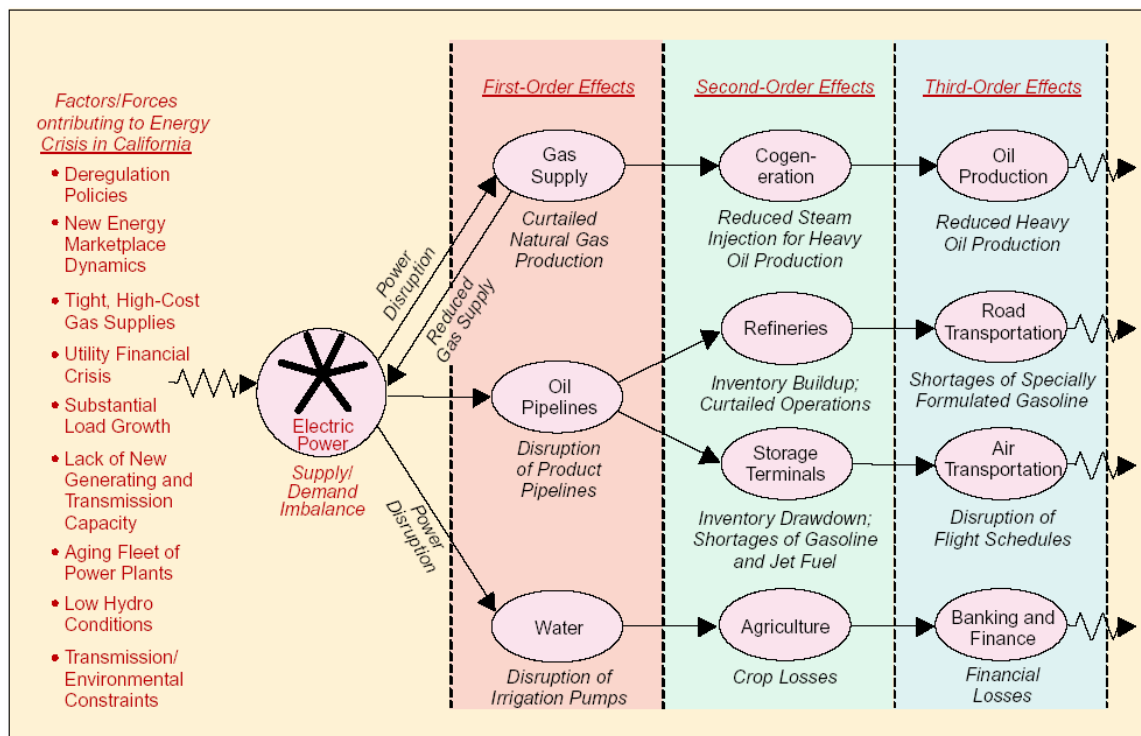 Factors/Forces
ontributing to Energy
Crisis in California
• Deregulation
Policies
• New Energy
Marketplace
Dynamics
• Tight, High-Cost
Gas Supplies
• Utility Financial
Crisis
• Substantial
Load Growth
• Lack of New
Generating and
Transmission
Capacity
• Aging Fleet of
Power Plants
• Low Hydro
Conditions
• Transmission/
Environmental
Constraints
Electric
Power
Supply/
Demand
Imbalance
Power
Disruption
Reduced
Gas Supply
Power
Disruption
First-Order Effects
Gas
Supply
Curtailed
Natural Gas
Production
Oil
Pipelines
Disruption
of Product
Pipelines
Water
Disruption of
Irrigation Pumps
Second-Order Effects
Cogen-
eration
Reduced Steam
Injection for Heavy
Oil Production
Refineries
Inventory Buildup;
Curtailed Operations
Storage
Terminals
Inventory Drawdown;
Shortages of Gasoline
and Jet Fuel
Agriculture
Crop Losses
Third-Order Effects
Oil
Production
Reduced Heavy
Oil Production
Road
Transportation
Shortages of Specially
Formulated Gasoline
Air
Transportation
Disruption of
Flight Schedules
Banking and
Finance
Financial
Losses